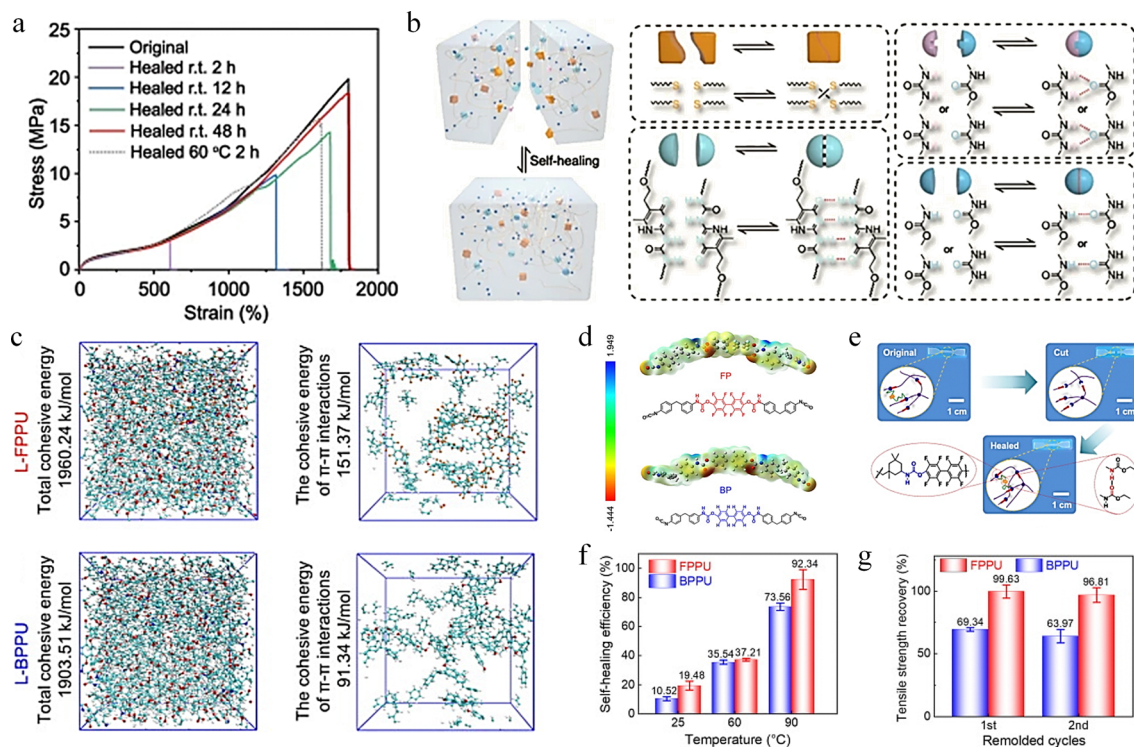 a
Stress (MPa)
25
20
15
10
5
0
Original
Healed r.t. 2 h
Healed r.t. 12 h
Healed r.t. 24 h
Healed r.t. 48 h
Healed 60 °C 2 h
0 500 1000 1500 2000
Strain (%)
b
Self-healing
S S
S S
S S
S S
or
or
or
or
c
L-FPPU
Total cohesive energy
1960.24 kJ/mol
The cohesive energy
of π-π interactions
151.37 kJ/mol
L-BPPU
Total cohesive energy
1903.51 kJ/mol
The cohesive energy
of π-π interactions
91.34 kJ/mol
d
1.949
-1.444
FP
BP
e
Original
1 cm
Cut
1 cm
Healed
1 cm
f
Self-healing efficiency (%)
100
80
60
40
20
0
FPPU
BPPU
10.52
19.48
35.54
37.21
73.56
92.34
25 60 90
Temperature (°C)
g
Tensile strength recovery (%)
150
100
50
0
BPPU
FPPU
69.34
99.63
63.97
96.81
1st 2nd
Remolded cycles